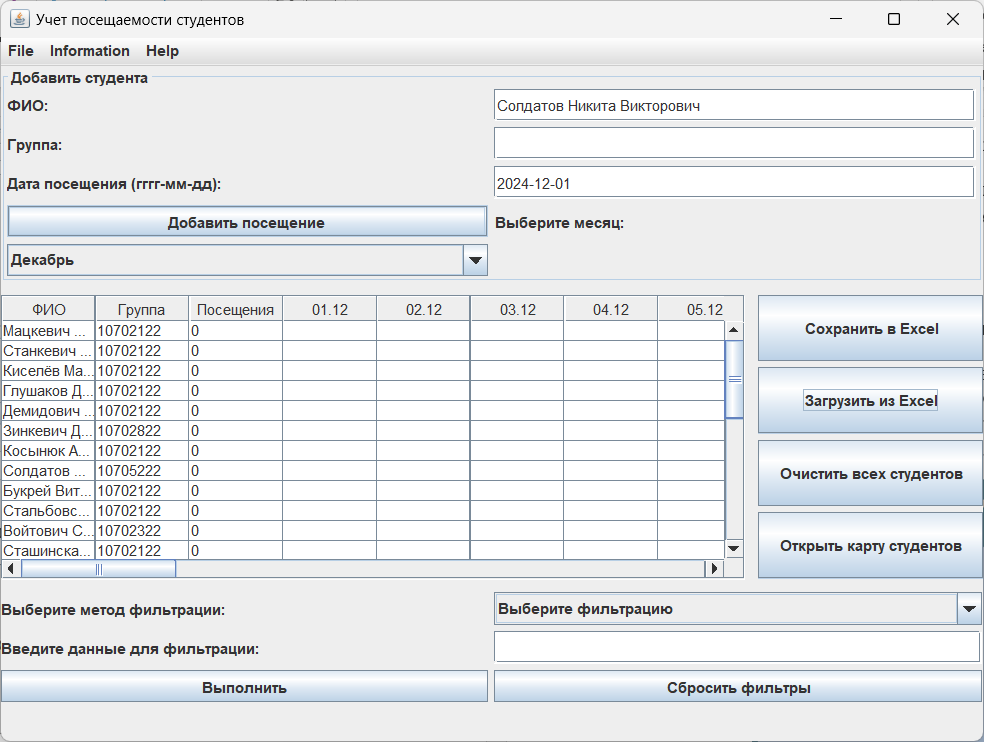 Учет посещаемости студентов
File Information Help
Добавить студента
ФИО: Солдатов Никита Викторович
Группа:
Дата посещения (гггг-мм-дд): 2024-12-01
Добавить посещение Выберите месяц:
Декабрь
ФИО Группа Посещения 01.12 02.12 03.12 04.12 05.12
Мацкевич ... 10702122 0
Станкевич ... 10702122 0
Киселёв Ма... 10702122 0
Глушаков Д... 10702122 0
Демидович ... 10702122 0
Зинкевич Д... 10702822 0
Косынюк А... 10702122 0
Солдатов ... 10705222 0
Букрей Вит... 10702122 0
Стальбовс... 10702122 0
Войтович С... 10702322 0
Сташинска... 10702122 0
Сохранить в Excel
Загрузить из Excel
Очистить всех студентов
Открыть карту студентов
Выберите метод фильтрации: Выберите фильтрацию
Введите данные для фильтрации:
Выполнить Сбросить фильтры